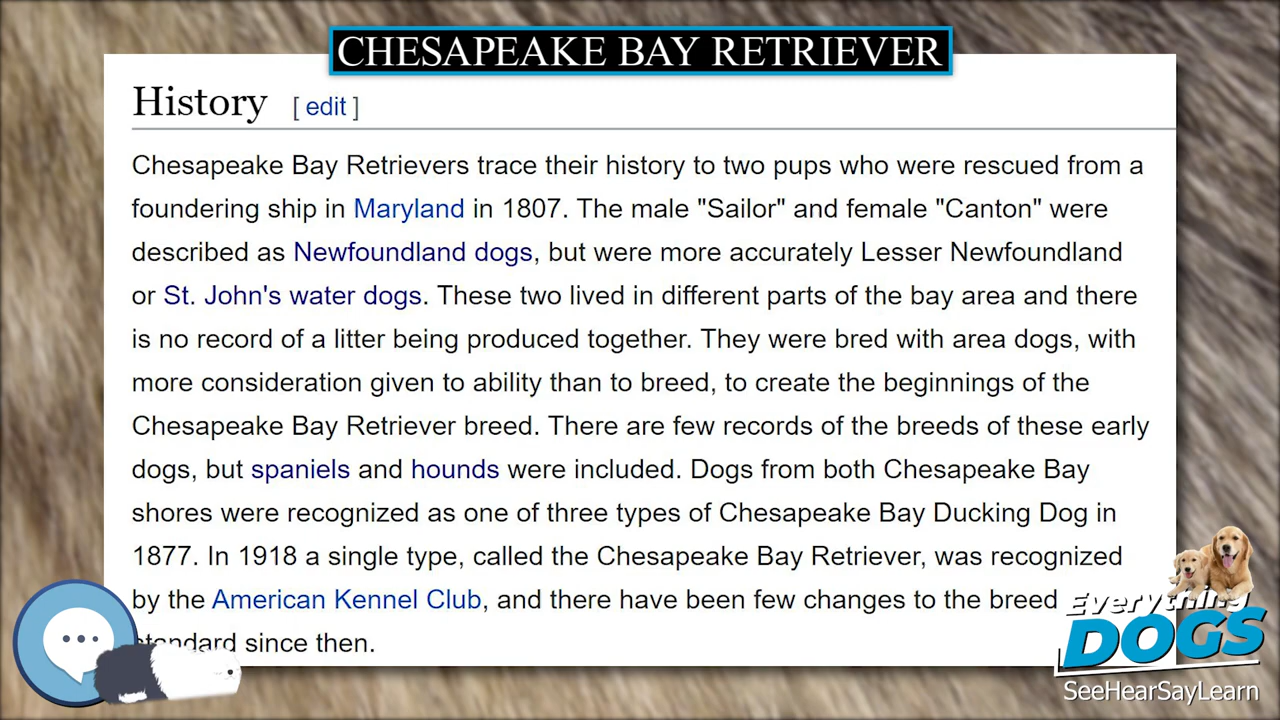 CHESAPEAKE BAY RETRIEVER
History [ edit ]
Chesapeake Bay Retrievers trace their history to two pups who were rescued from a
foundering ship in Maryland in 1807. The male "Sailor" and female "Canton" were
described as Newfoundland dogs, but were more accurately Lesser Newfoundland
or St. John's water dogs. These two lived in different parts of the bay area and there
is no record of a litter being produced together. They were bred with area dogs, with
more consideration given to ability than to breed, to create the beginnings of the
Chesapeake Bay Retriever breed. There are few records of the breeds of these early
dogs, but spaniels and hounds were included. Dogs from both Chesapeake Bay
shores were recognized as one of three types of Chesapeake Bay Ducking Dog in
1877. In 1918 a single type, called the Chesapeake Bay Retriever, was recognized
by the American Kennel Club, and there have been few changes to the breed
standard since then.
Everything
DOGS
SeeHearSayLearn